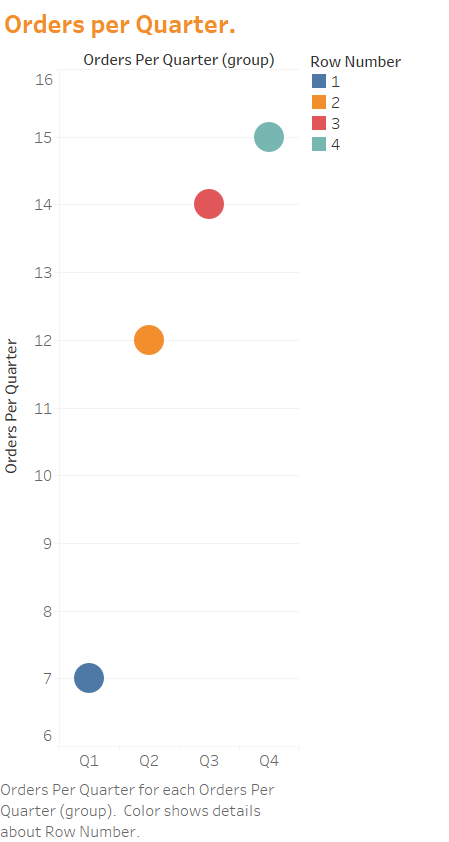 Orders per Quarter.
Orders Per Quarter (group)
Row Number
1
2
3
4
16
15
14
13
12
11
10
9
8
7
6
Orders Per Quarter
Q1 Q2 Q3 Q4
Orders Per Quarter for each Orders Per
Quarter (group). Color shows details
about Row Number.